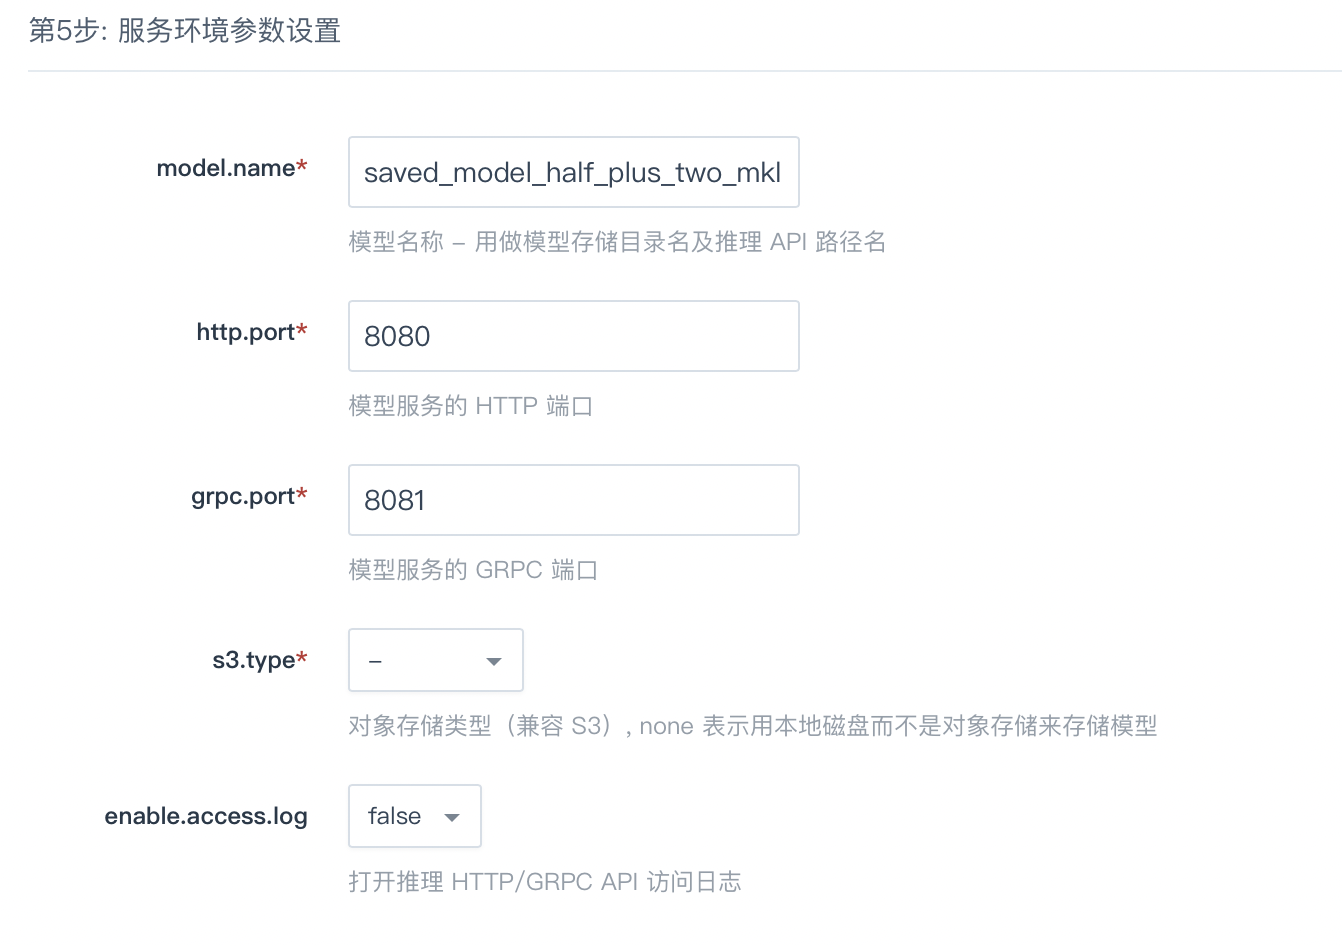 第5步: 服务环境参数设置
model.name*
saved_model_half_plus_two_mkl
模型名称 – 用做模型存储目录名及推理 API 路径名
http.port*
8080
模型服务的 HTTP 端口
grpc.port*
8081
模型服务的 GRPC 端口
s3.type*
–
对象存储类型（兼容 S3）, none 表示用本地磁盘而不是对象存储来存储模型
enable.access.log
false
打开推理 HTTP/GRPC API 访问日志